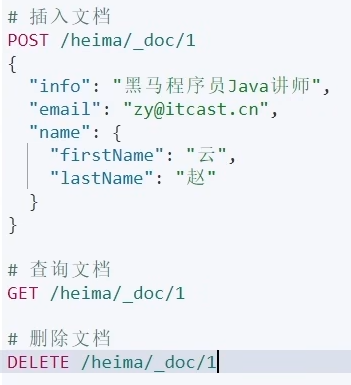 # 插入文档
POST /heima/_doc/1
{
  "info": "黑马程序员Java讲师",
  "email": "zy@itcast.cn",
  "name": {
    "firstName": "云",
    "lastName": "赵"
  }
}

# 查询文档
GET /heima/_doc/1

# 删除文档
DELETE /heima/_doc/1